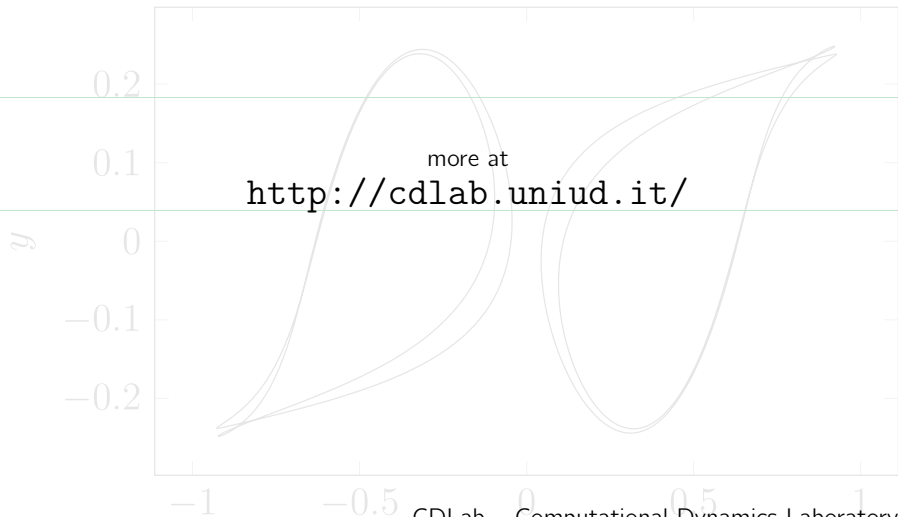 0.2
more at
0.1
http://cdlab.uniud.it/
y
0
−0.1
−0.2
−1 −0.5 0 0.5 1
CDLab – Computational Dynamics Laboratory